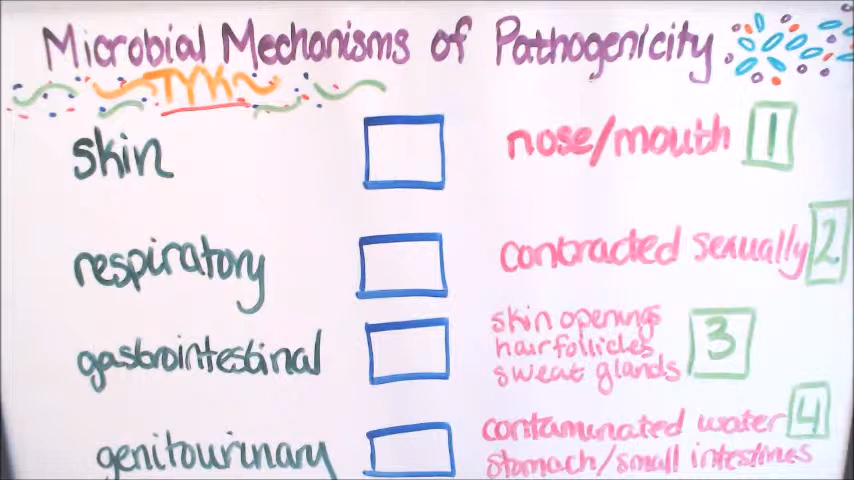 Microbial Mechanisms of Pathogenicity
TYK
skin
nose/mouth 1
respiratory
contracted sexually 2
gastrointestinal
skin openings
hair follicles 3
sweat glands
genitourinary
contaminated water 4
stomach/small intestines